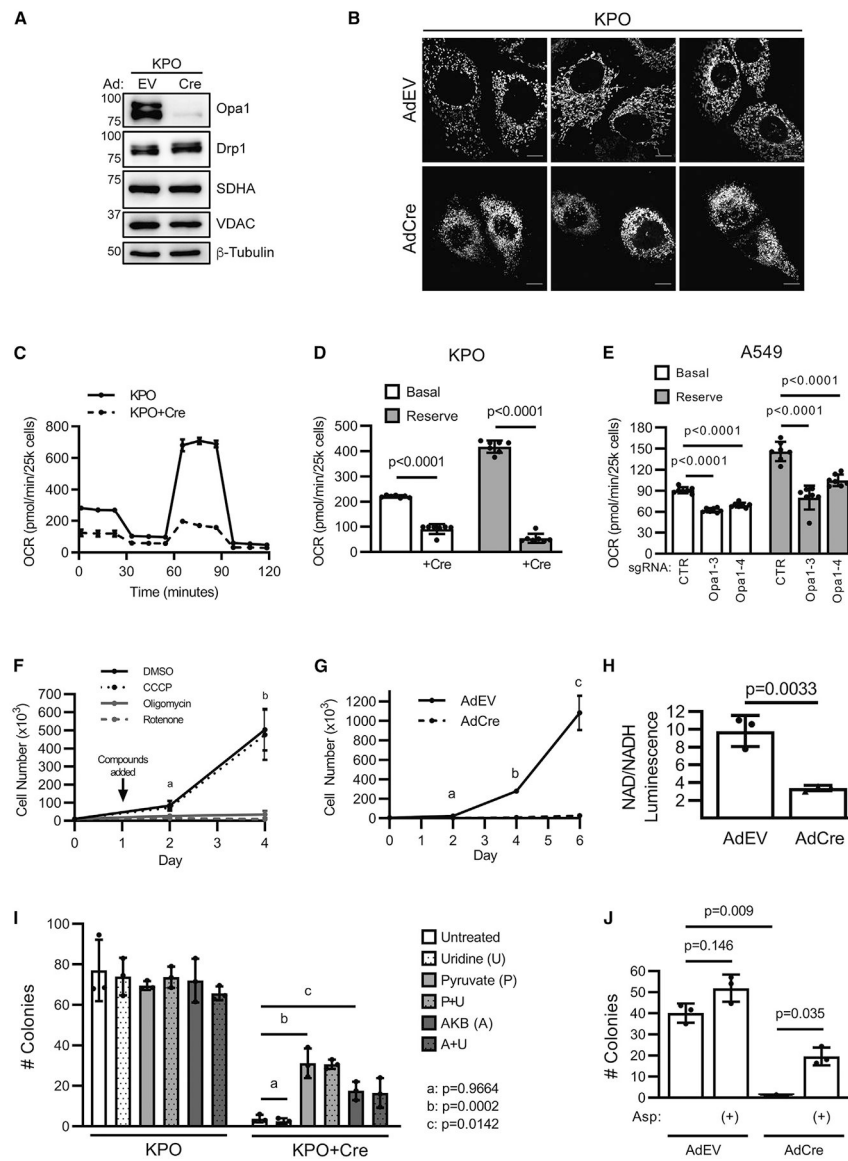 A
KPO
Ad: EV Cre
100
75
Opa1
100
75
Drp1
75
SDHA
37
VDAC
50
β-Tubulin
B
KPO
AdEV
AdCre
C
KPO
KPO+Cre
OCR (pmol/min/25k cells)
800
600
400
200
0
0 30 60 90 120
Time (minutes)
D
KPO
Basal
Reserve
OCR (pmol/min/25k cells)
500
400
300
200
100
0
p<0.0001
p<0.0001
+Cre +Cre
E
A549
Basal
Reserve
OCR (pmol/min/25k cells)
180
150
120
90
60
30
0
p<0.0001
p<0.0001
p<0.0001
p<0.0001
sgRNA:
CTR
Opa1-3
Opa1-4
CTR
Opa1-3
Opa1-4
F
DMSO
CCCP
Oligomycin
Rotenone
Cell Number (x10³)
700
600
500
400
300
200
100
0
Compounds
added
a
b
0 1 2 3 4
Day
G
AdEV
AdCre
Cell Number (x10³)
1200
1000
800
600
400
200
0
a
b
c
0 1 2 3 4 5 6
Day
H
p=0.0033
NAD/NADH
Luminescence
12
10
8
6
4
2
AdEV AdCre
I
# Colonies
100
80
60
40
20
0
a
b
c
KPO KPO+Cre
Untreated
Uridine (U)
Pyruvate (P)
P+U
AKB (A)
A+U
a: p=0.9664
b: p=0.0002
c: p=0.0142
J
p=0.009
p=0.146
p=0.035
# Colonies
60
50
40
30
20
10
0
Asp: (+) (+)
AdEV AdCre